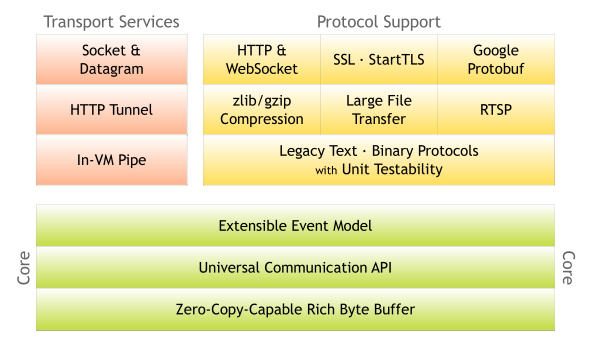 Transport Services
Protocol Support
Socket &
Datagram
HTTP &
WebSocket
SSL · StartTLS
Google
Protobuf
HTTP Tunnel
zlib/gzip
Compression
Large File
Transfer
RTSP
In-VM Pipe
Legacy Text · Binary Protocols
with Unit Testability
Extensible Event Model
Core
Universal Communication API
Core
Zero-Copy-Capable Rich Byte Buffer